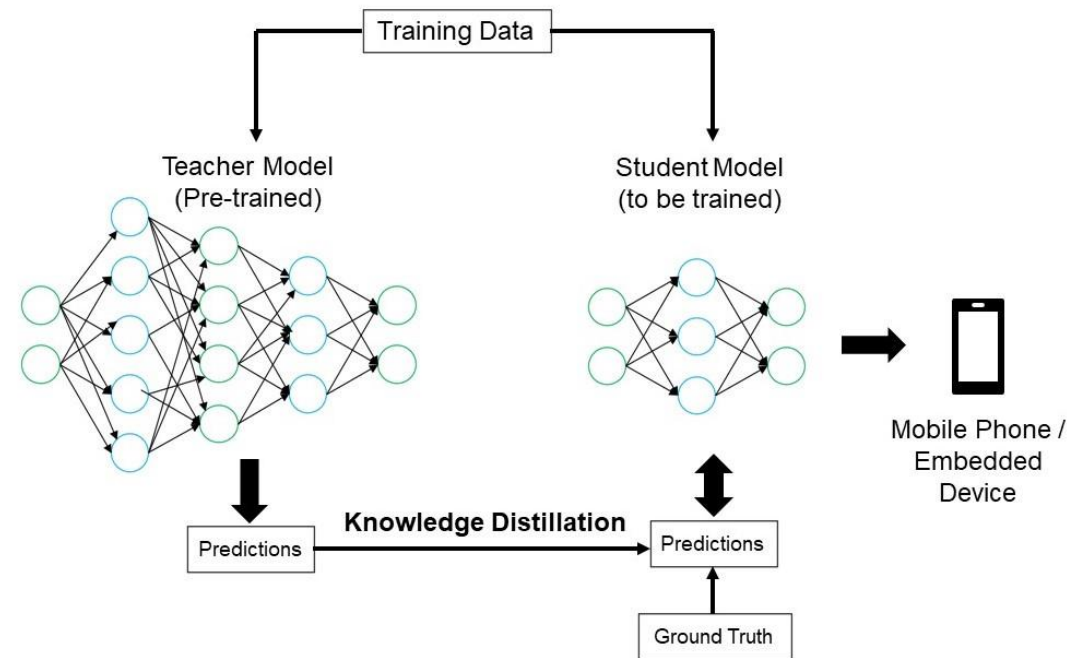 Training Data
Teacher Model
(Pre-trained)
Student Model
(to be trained)
Mobile Phone /
Embedded
Device
Knowledge Distillation
Predictions
Predictions
Ground Truth